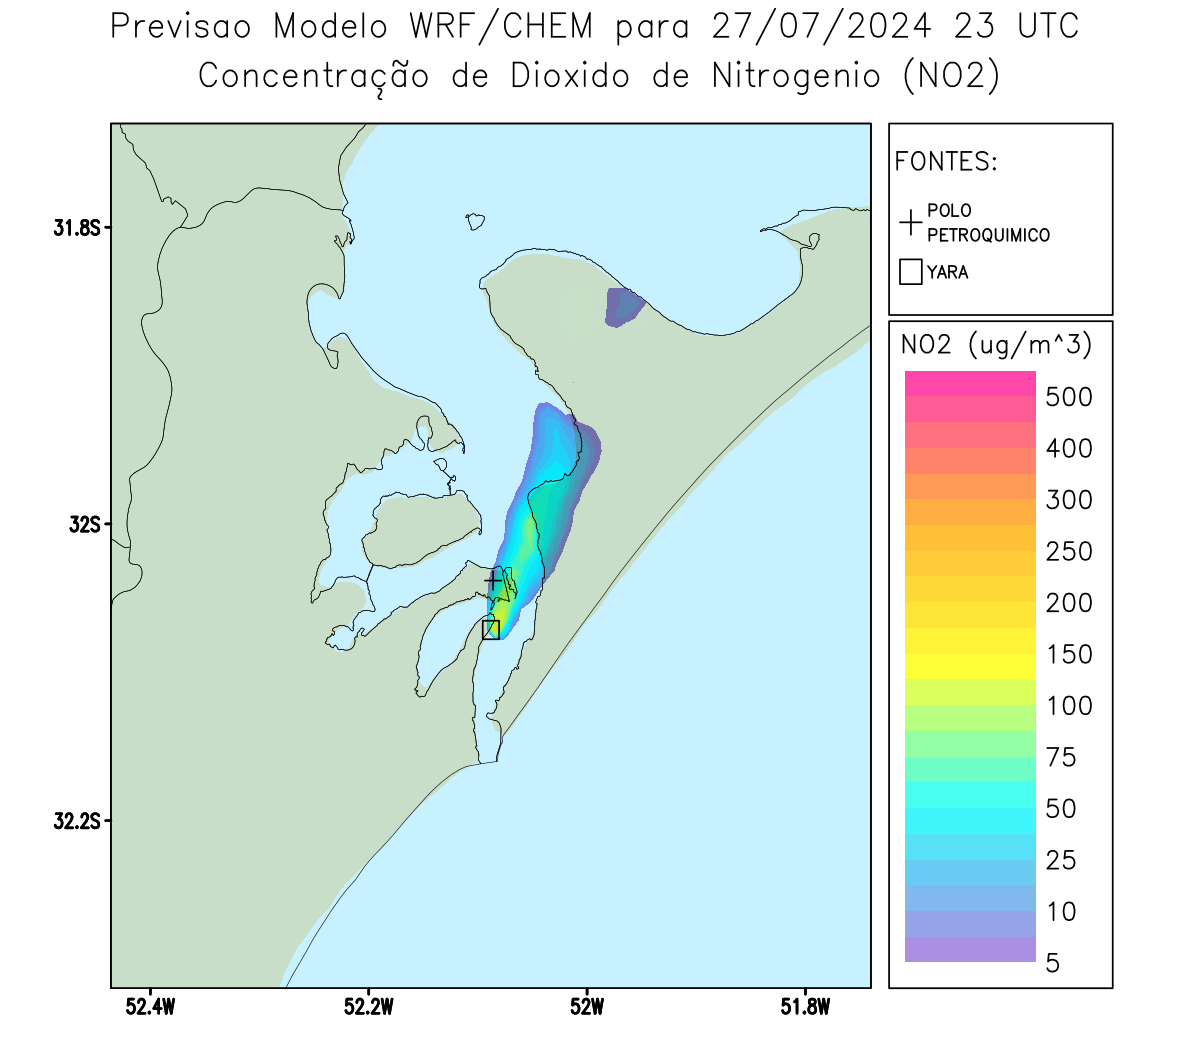 Previsao Modelo WRF/CHEM para 27/07/2024 23 UTC
Concentração de Dioxido de Nitrogenio (NO2)
FONTES:
POLO
PETROQUIMICO
YARA
NO2 (ug/m^3)
500
400
300
250
200
150
100
75
50
25
10
5
31.8S
32S
32.2S
52.4W
52.2W
52W
51.8W